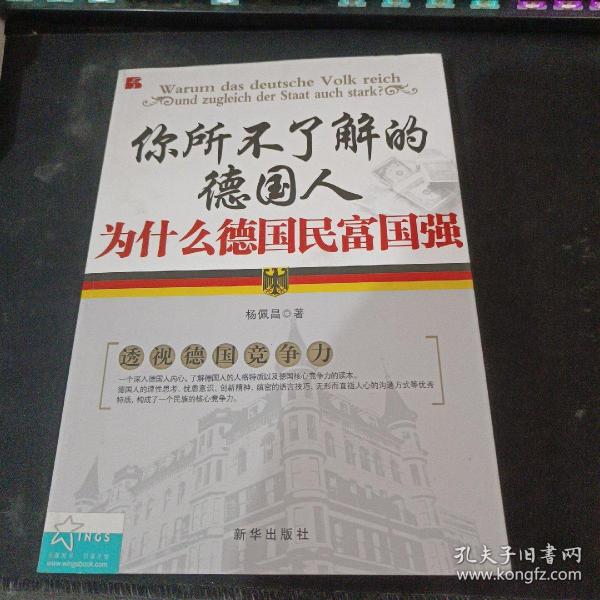 Warum das deutsche Volk reich
und zugleich der Staat auch stark?
你所不了解的
德国人
为什么德国民富国强
杨佩昌◎著
透视德国竞争力
一个深入德国人内心，了解德国人的人格特质以及德国核心竞争力的读本。
德国人的理性思考、忧患意识、创新精神、缜密的语言技巧、无形而直指人心的沟通方式等优秀
特质，构成了一个民族的核心竞争力。
新华出版社
WINGS
www.wingsbook.com
孔夫子旧书网
www.kongfz.com